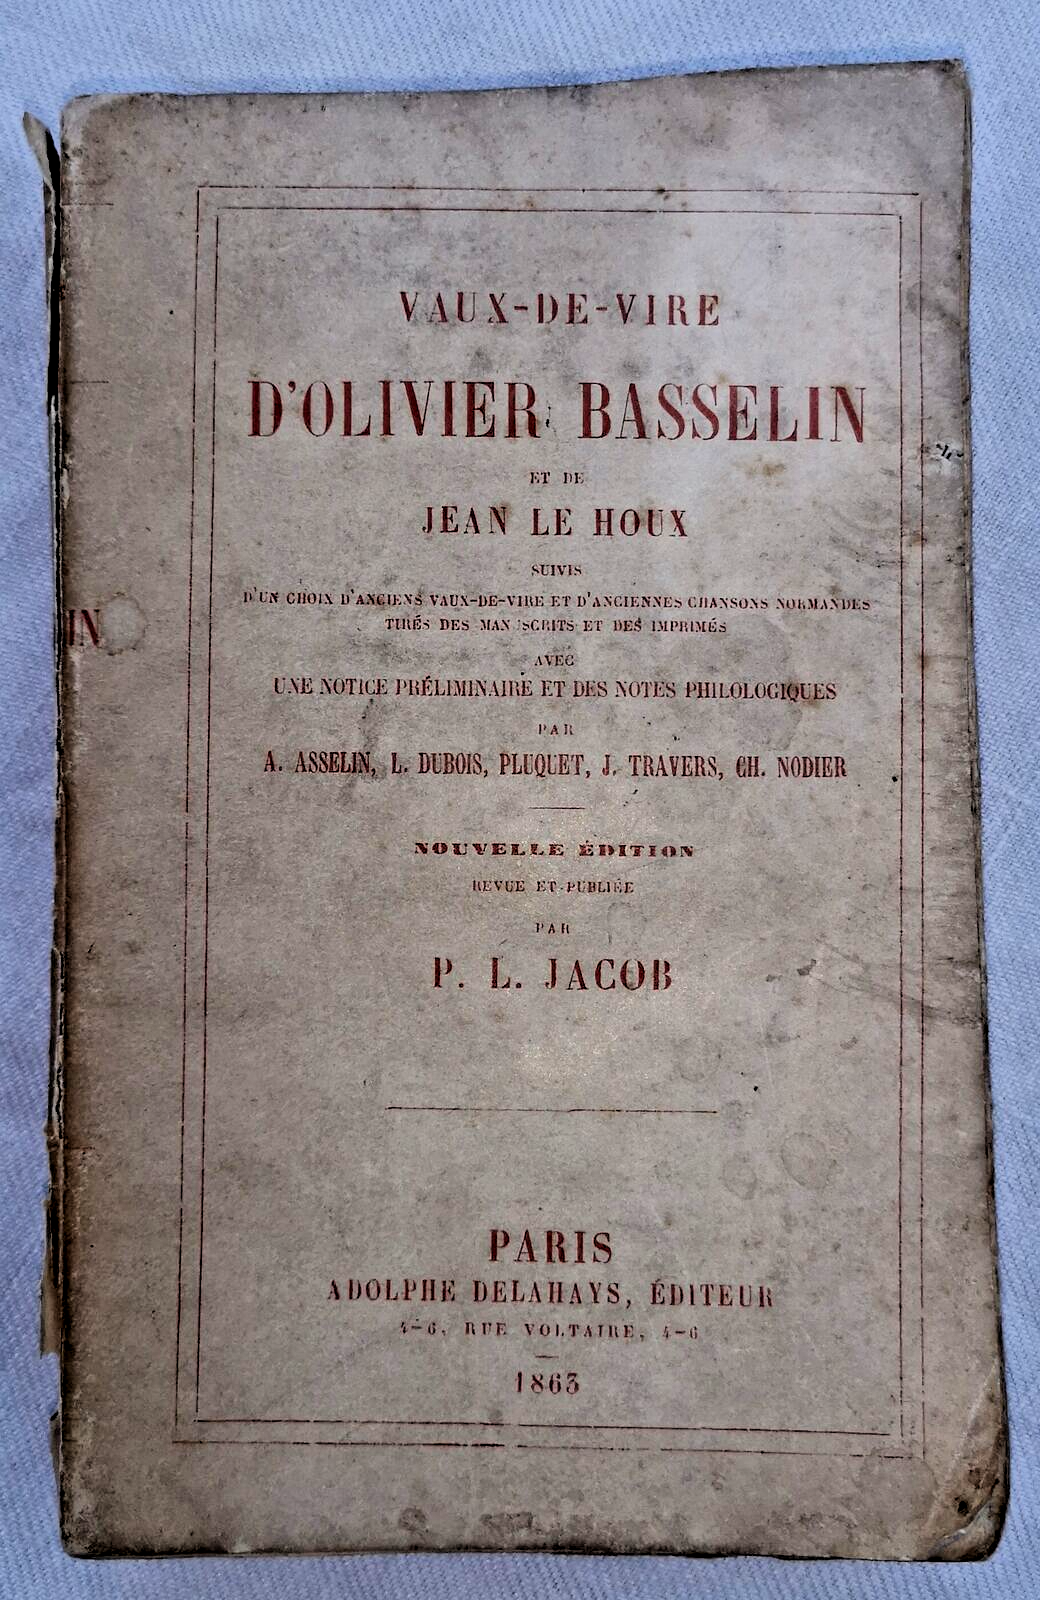 VAUX-DE-VIRE
D'OLIVIER BASSELIN
ET DE
JEAN LE HOUX
SUIVIS
D'UN CHOIX D'ANCIENS VAUX-DE-VIRE ET D'ANCIENNES CHANSONS NORMANDES
TIRÉS DES MANUSCRITS ET DES IMPRIMÉS
AVEC
UNE NOTICE PRÉLIMINAIRE ET DES NOTES PHILOLOGIQUES
PAR
A. ASSELIN, L. DUBOIS, PLUQUET, J. TRAVERS, CH. NODIER
NOUVELLE ÉDITION
REVUE ET PUBLIÉE
PAR
P. L. JACOB
PARIS
ADOLPHE DELAHAYS, ÉDITEUR
4-6, RUE VOLTAIRE, 4-6
1863
IN